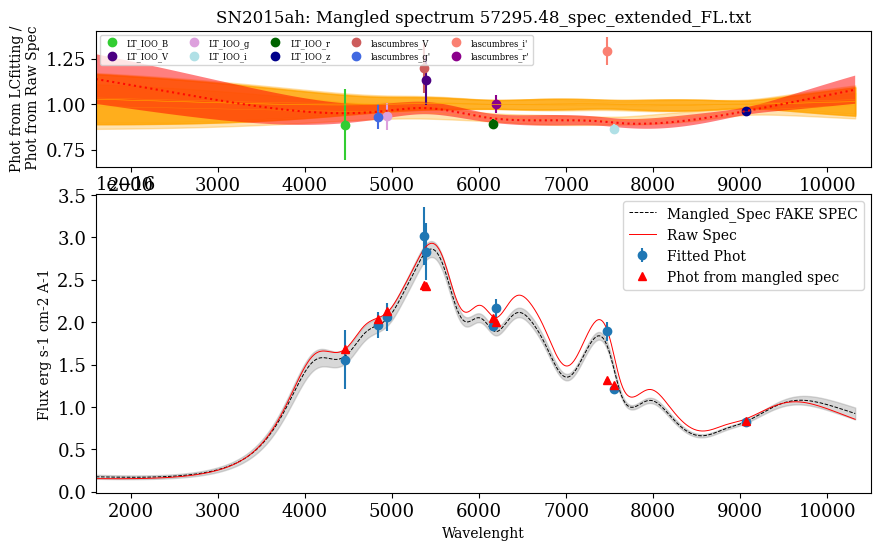 SN2015ah: Mangled spectrum 57295.48_spec_extended_FL.txt
Phot from LCfitting /
Phot from Raw Spec
1.25
1.00
0.75
LT_IOO_B LT_IOO_g LT_IOO_r lascumbres_V lascumbres_i'
LT_IOO_V LT_IOO_i LT_IOO_z lascumbres_g' lascumbres_r'
2000 3000 4000 5000 6000 7000 8000 9000 10000
1e−16
Flux erg s-1 cm-2 A-1
3.5
3.0
2.5
2.0
1.5
1.0
0.5
0.0
Mangled_Spec FAKE SPEC
Raw Spec
Fitted Phot
Phot from mangled spec
2000 3000 4000 5000 6000 7000 8000 9000 10000
Wavelenght